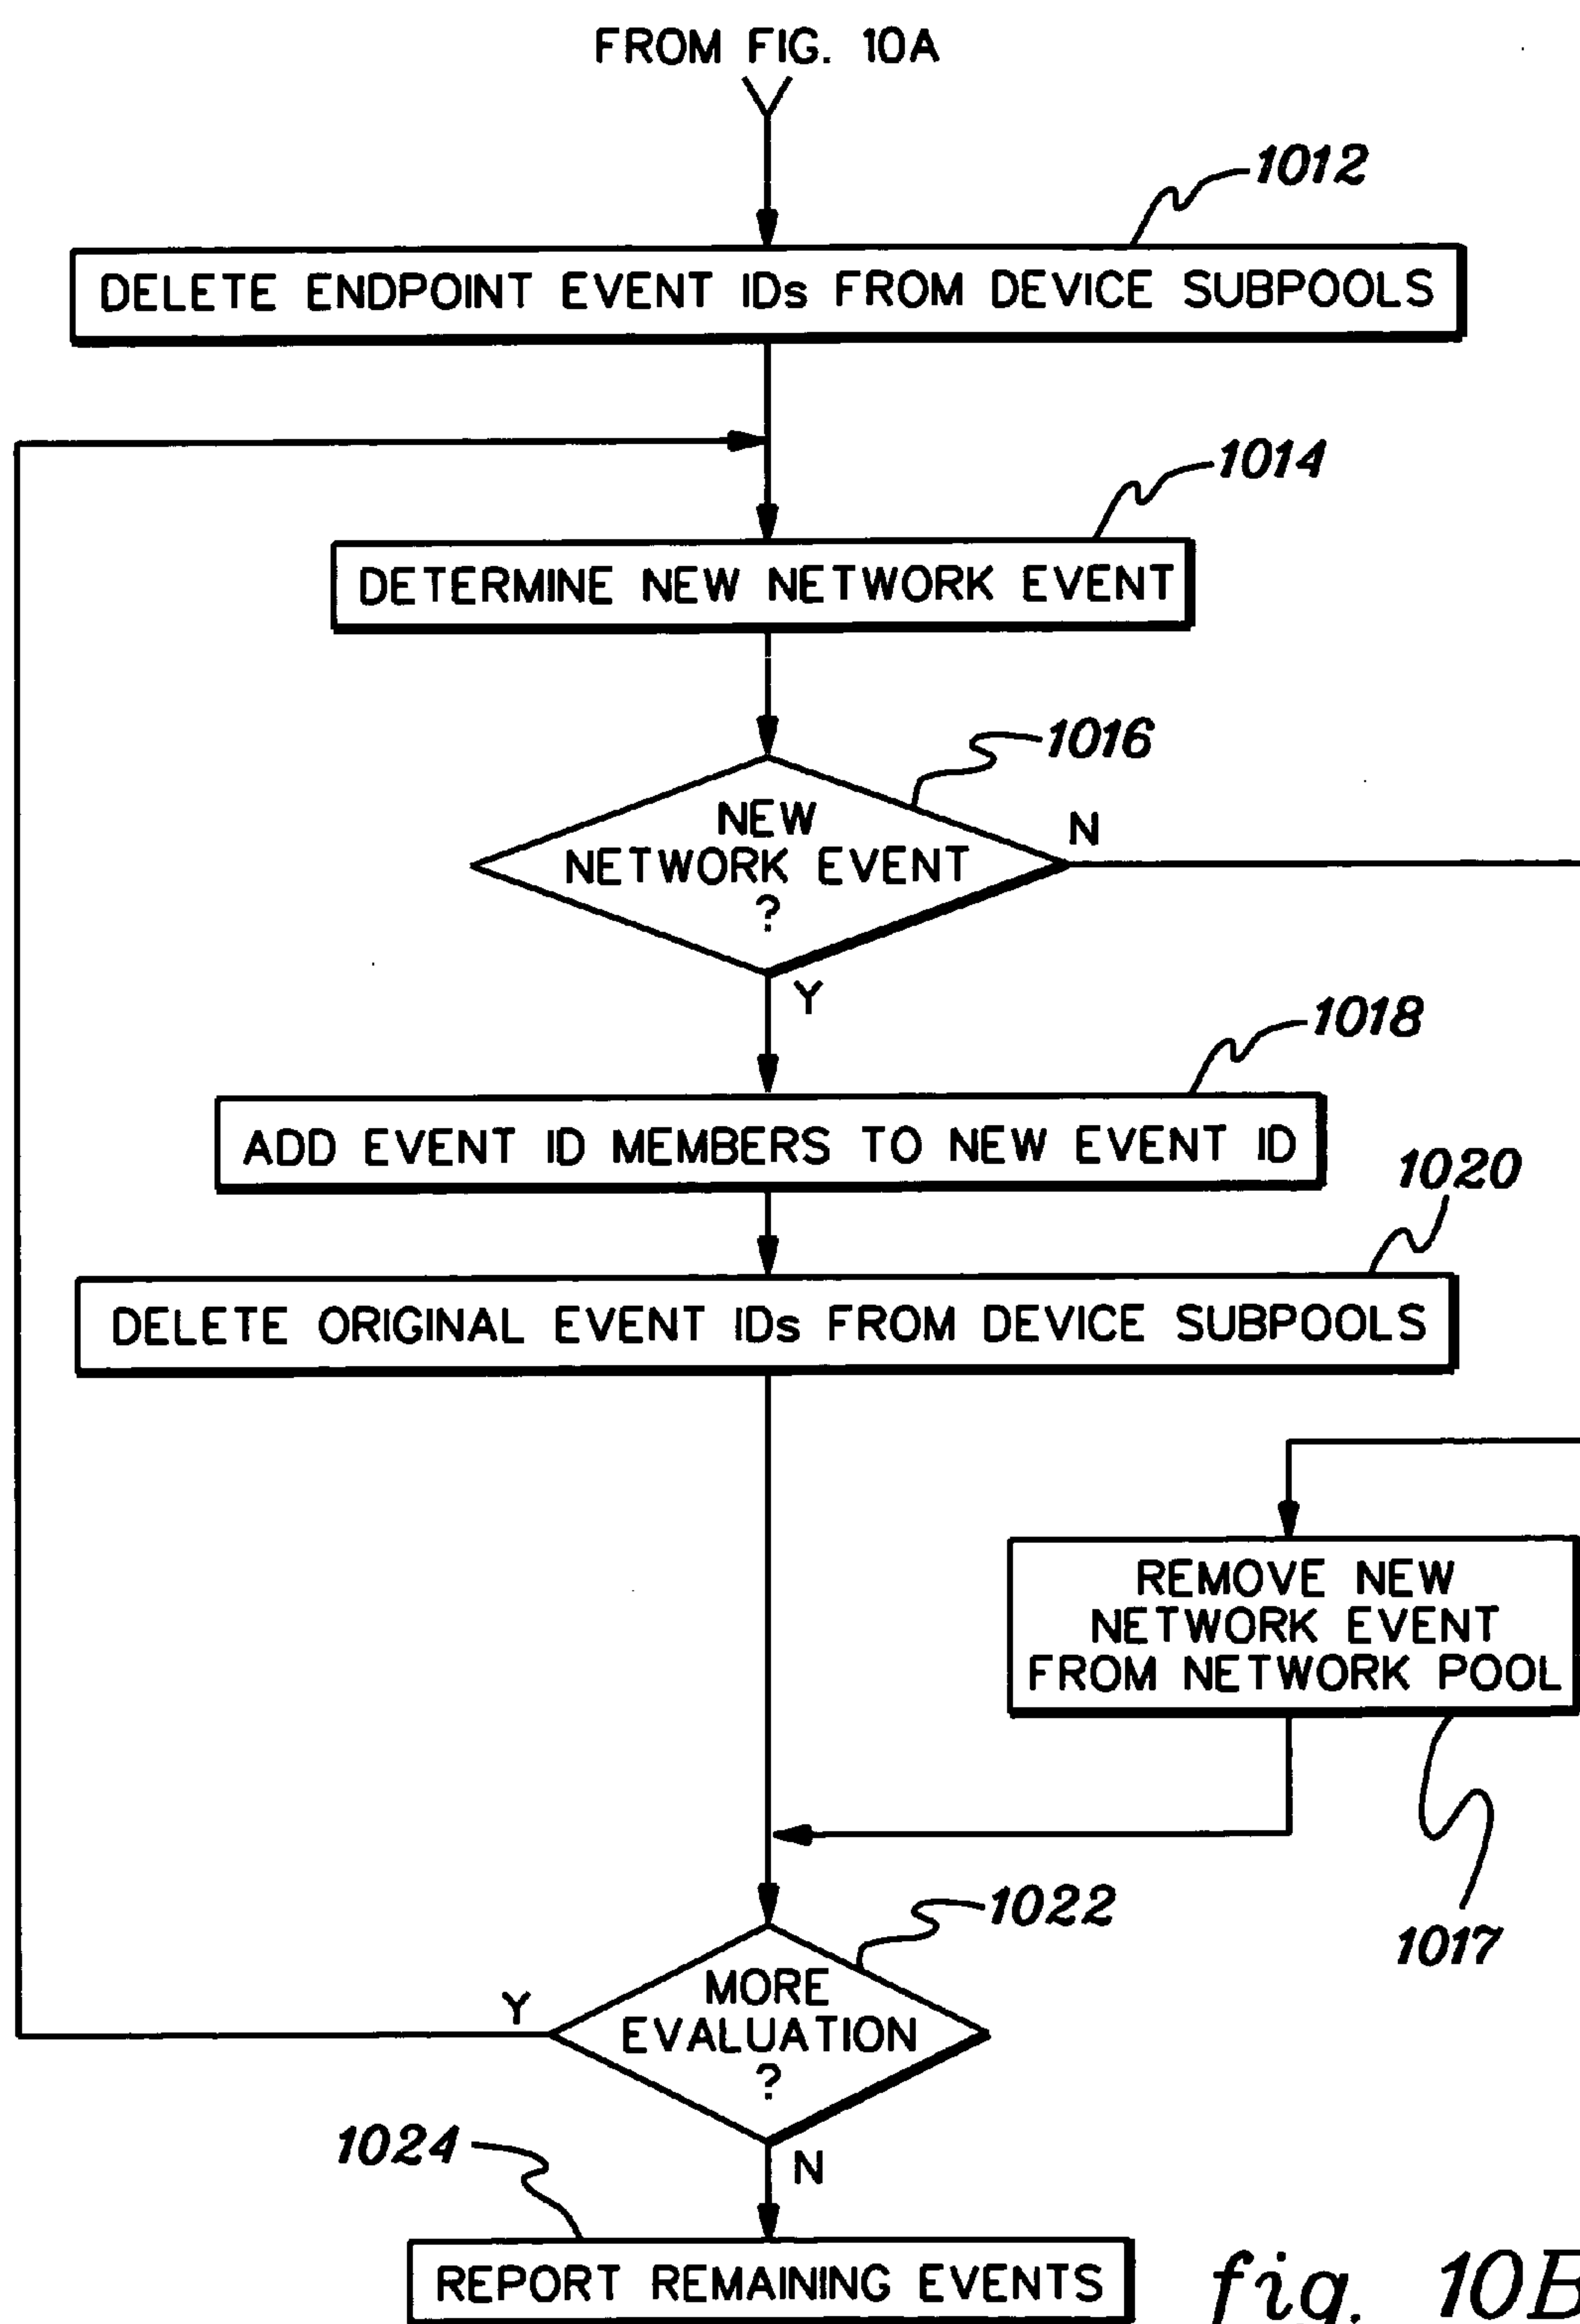 FROM FIG. 10A
1012
DELETE ENDPOINT EVENT IDs FROM DEVICE SUBPOOLS
1014
DETERMINE NEW NETWORK EVENT
1016
NEW
NETWORK EVENT
?
N
Y
1018
ADD EVENT ID MEMBERS TO NEW EVENT ID
1020
DELETE ORIGINAL EVENT IDs FROM DEVICE SUBPOOLS
REMOVE NEW
NETWORK EVENT
FROM NETWORK POOL
1017
1022
MORE
EVALUATION
?
Y
N
1024
REPORT REMAINING EVENTS
fig. 10B